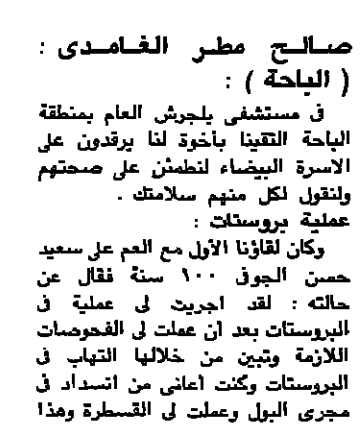 صالح مطر الغامدى :
( الباحة ) :
فى مستشفى بلجرش العام بمنطقة
الباحة التقينا بأخوة لنا يرقدون على
الاسرة البيضاء لنطمئن على صحتهم
ولنقول لكل منهم سلامتك .
عملية بروستات :
وكان لقاؤنا الأول مع العم على سعيد
حسن الجوفى ١٠٠ سنة فقال عن
حالته : لقد اجريت لى عملية فى
البروستات بعد ان عملت لى الفحوصات
اللازمة وتبين من خلالها التهاب فى
البروستات وكنت اعانى من انسداد فى
مجرى البول وعملت لى القسطرة وهذا